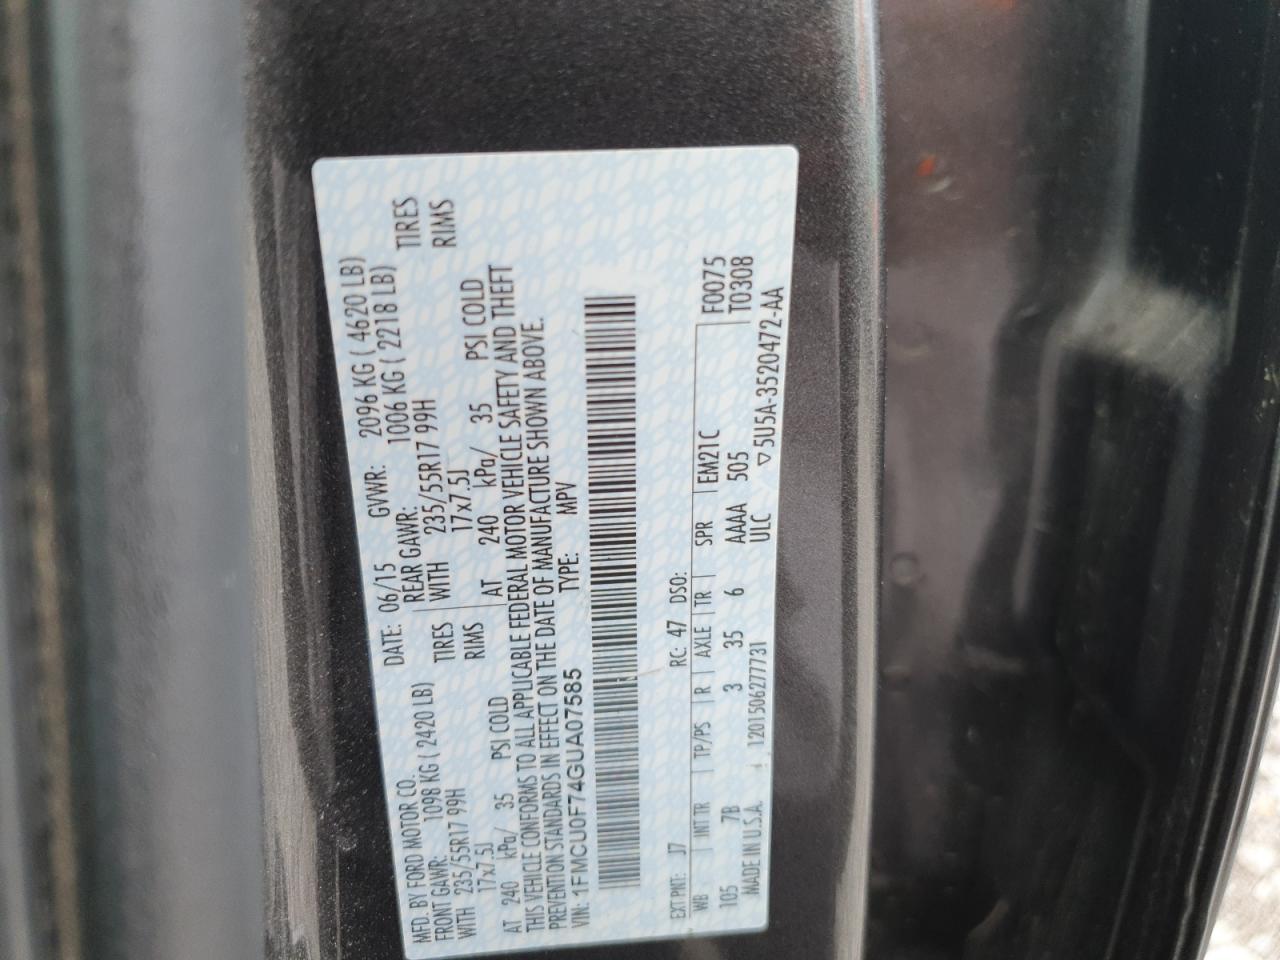 MFD. BY FORD MOTOR CO. DATE: 06/15 GVWR: 2096 KG ( 4620 LB)
FRONT GAWR: 1098 KG ( 2420 LB) REAR GAWR: 1006 KG ( 2218 LB)
WITH 235/55R17 99H TIRES WITH 235/55R17 99H TIRES
17x7.5J RIMS 17x7.5J RIMS
AT 240 kPa/ 35 PSI COLD AT 240 kPa/ 35 PSI COLD
THIS VEHICLE CONFORMS TO ALL APPLICABLE FEDERAL MOTOR VEHICLE SAFETY AND THEFT
PREVENTION STANDARDS IN EFFECT ON THE DATE OF MANUFACTURE SHOWN ABOVE.
VIN: 1FMCU0F74GUA07585 TYPE: MPV
EXT PNT: J7 RC: 47 DSO: F0075
WB INT TR TP/PS R AXLE TR SPR EM21C T0308
105 7B 3 35 6 AAAA 505
MADE IN U.S.A. 1201506277731 ULC ▽5U5A-3520472-AA